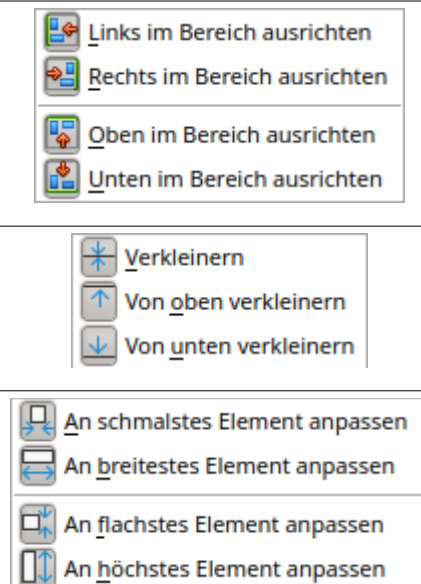 Links im Bereich ausrichten
Rechts im Bereich ausrichten
Oben im Bereich ausrichten
Unten im Bereich ausrichten
Verkleinern
Von oben verkleinern
Von unten verkleinern
An schmalstes Element anpassen
An breitestes Element anpassen
An flachstes Element anpassen
An höchstes Element anpassen